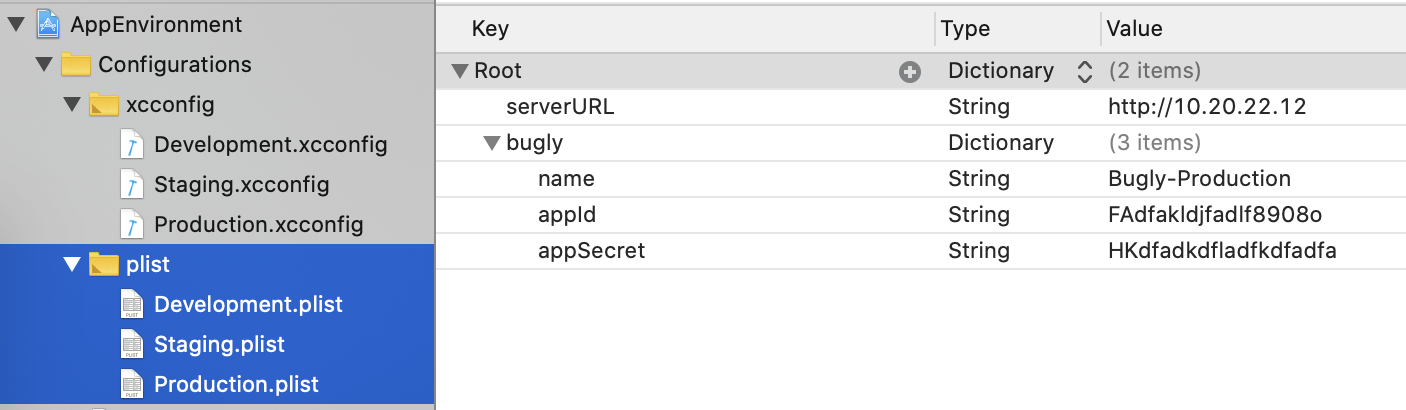 AppEnvironment
Configurations
xcconfig
Development.xcconfig
Staging.xcconfig
Production.xcconfig
plist
Development.plist
Staging.plist
Production.plist
Key Type Value
Root Dictionary (2 items)
serverURL String http://10.20.22.12
bugly Dictionary (3 items)
name String Bugly-Production
appId String FAdfakldjfadlf8908o
appSecret String HKdfadkdfladfkdfadfa